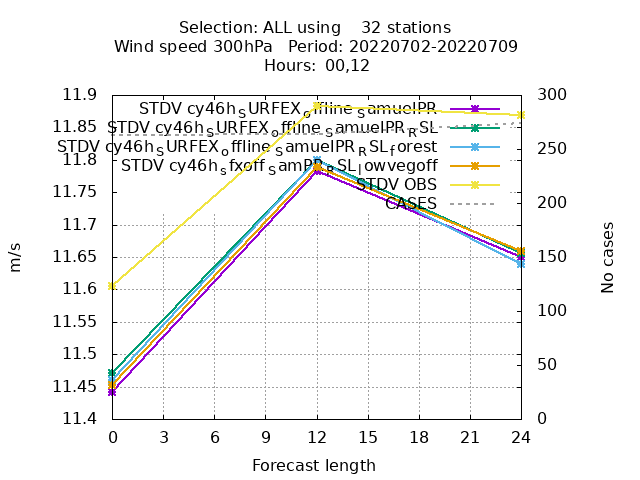 Selection: ALL using    32 stations
Wind speed 300hPa   Period: 20220702-20220709
Hours: 00,12
11.9
11.85
11.8
11.75
11.7
11.65
11.6
11.55
11.5
11.45
11.4
m/s
STDV cy46h_SURFEX_offline_SamuelPR
STDV cy46h_SURFEX_offline_SamuelPR_RSL
STDV cy46h_SURFEX_offline_SamuelPR_RSL_forest
STDV cy46h_sfxoff_SamPR_RSL_lowvegoff
STDV OBS
CASES
300
250
200
150
100
50
0
No cases
0 3 6 9 12 15 18 21 24
Forecast length